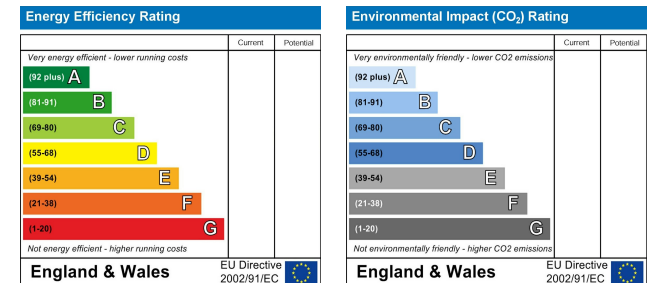 Energy Efficiency Rating
Current Potential
Very energy efficient - lower running costs
(92 plus) A
(81-91) B
(69-80) C
(55-68) D
(39-54) E
(21-38) F
(1-20) G
Not energy efficient - higher running costs
England & Wales
EU Directive
2002/91/EC
Environmental Impact (CO₂) Rating
Current Potential
Very environmentally friendly - lower CO2 emissions
(92 plus) A
(81-91) B
(69-80) C
(55-68) D
(39-54) E
(21-38) F
(1-20) G
Not environmentally friendly - higher CO2 emissions
England & Wales
EU Directive
2002/91/EC